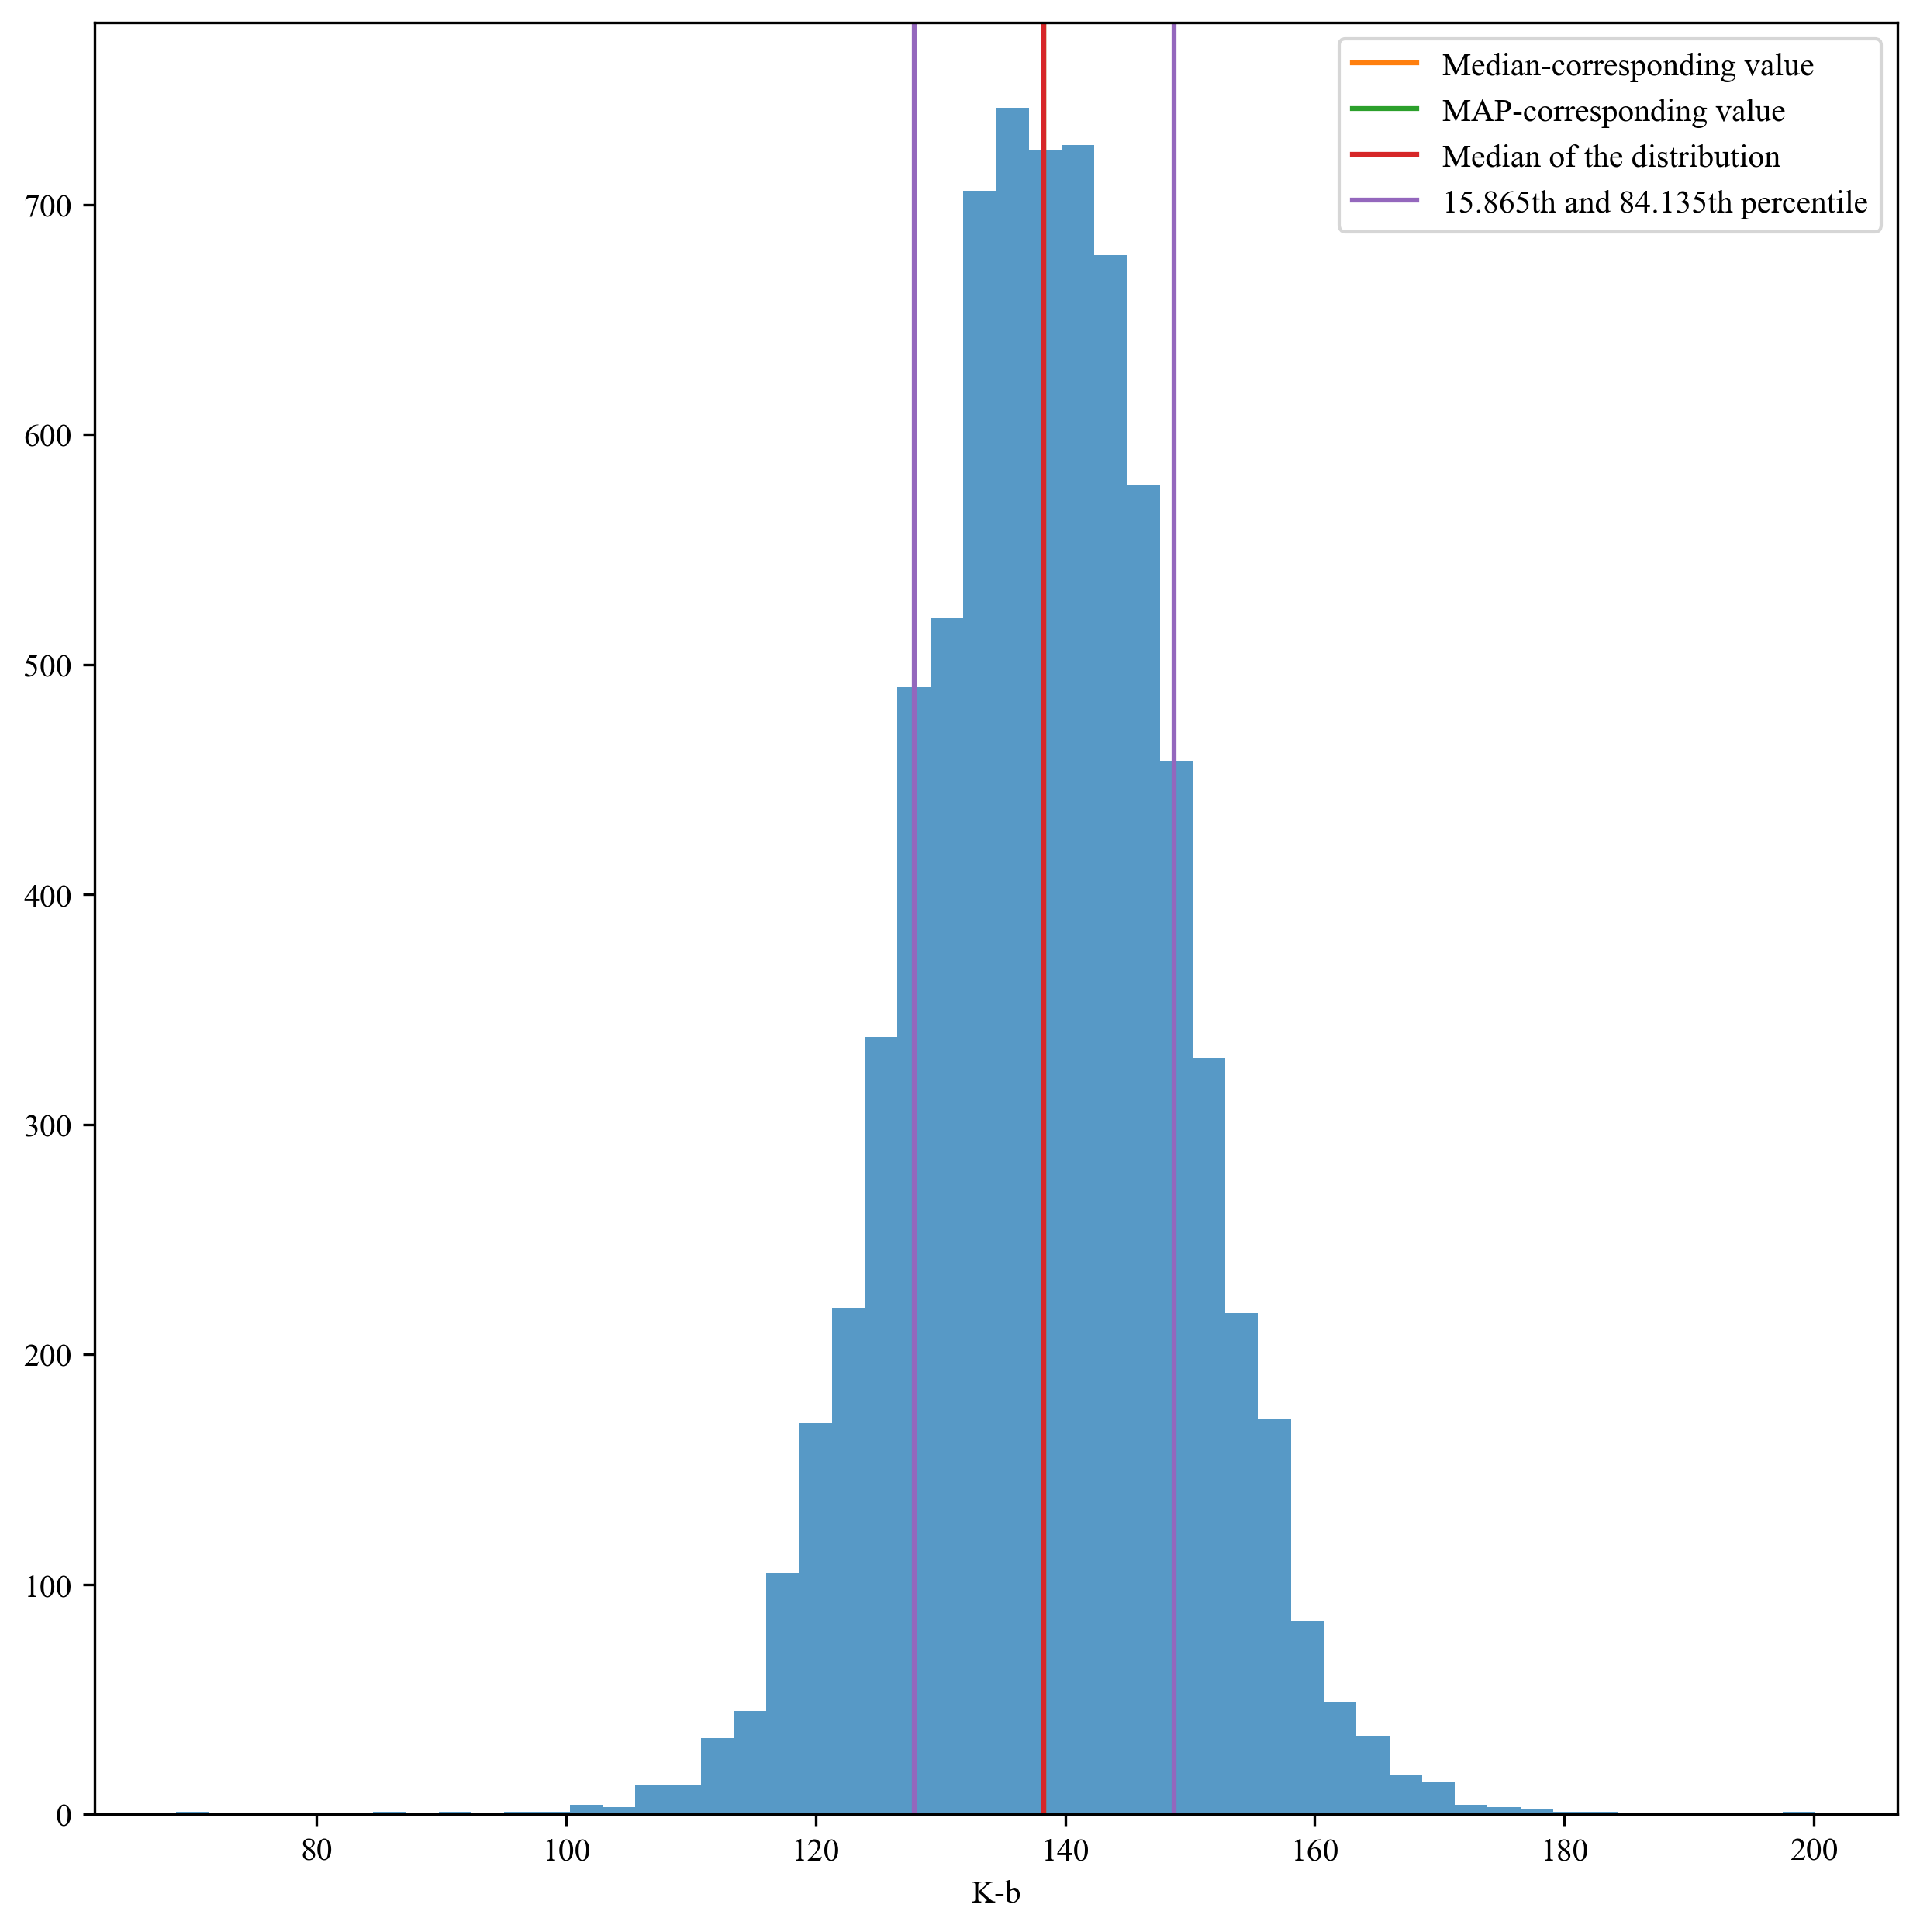 Median-corresponding value
MAP-corresponding value
Median of the distribution
15.865th and 84.135th percentile
700
600
500
400
300
200
100
0
80 100 120 140 160 180 200
K-b